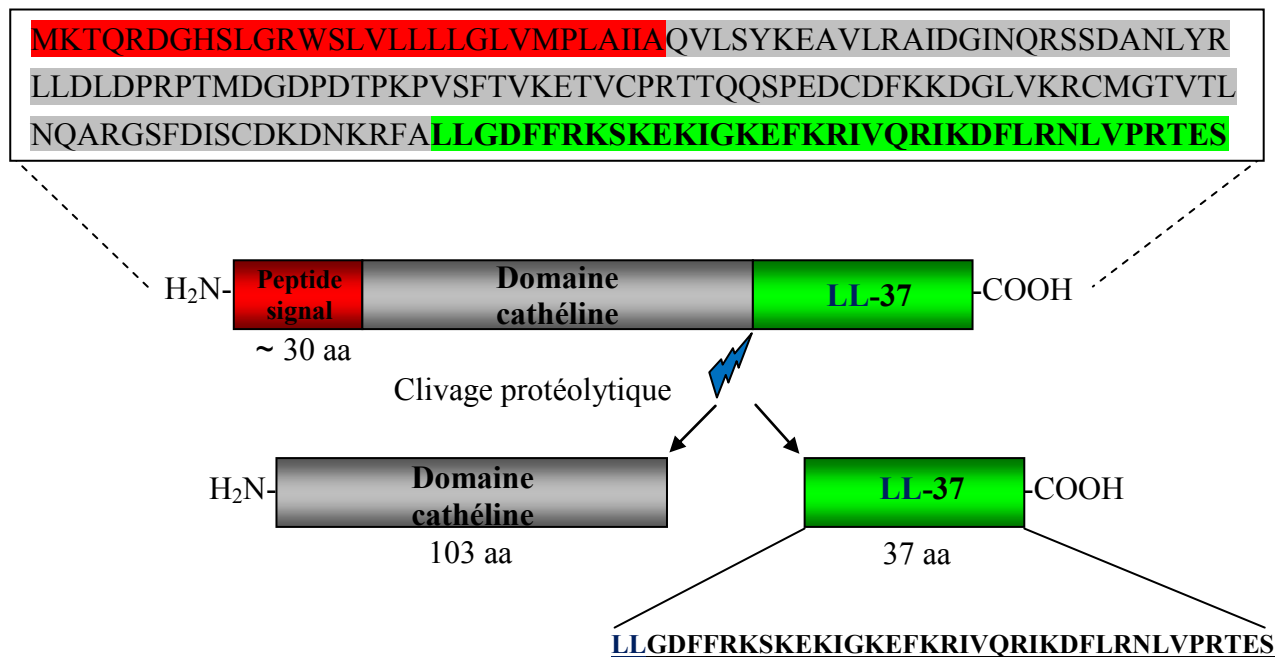 MKTQRDGHSLGRWSLVLLLLGLVMPLAIIAQVLSYKEAVLRAIDGINQRSSDANLYR
LLDLDPRPTMDGDPDTPKPVSFTVKETVCPRTTQQSPEDCDFKKDGLVKRCMGTVTL
NQARGSFDISCDKDNKRFALLGDFFRKSKEKIGKEFKRIVQRIKDFLRNLVPRTES
H₂N-
Peptide
signal
Domaine
cathéline
LL-37
-COOH
~ 30 aa
Clivage protéolytique
H₂N-
Domaine
cathéline
LL-37
-COOH
103 aa
37 aa
LLGDFFRKSKEKIGKEFKRIVQRIKDFLRNLVPRTES